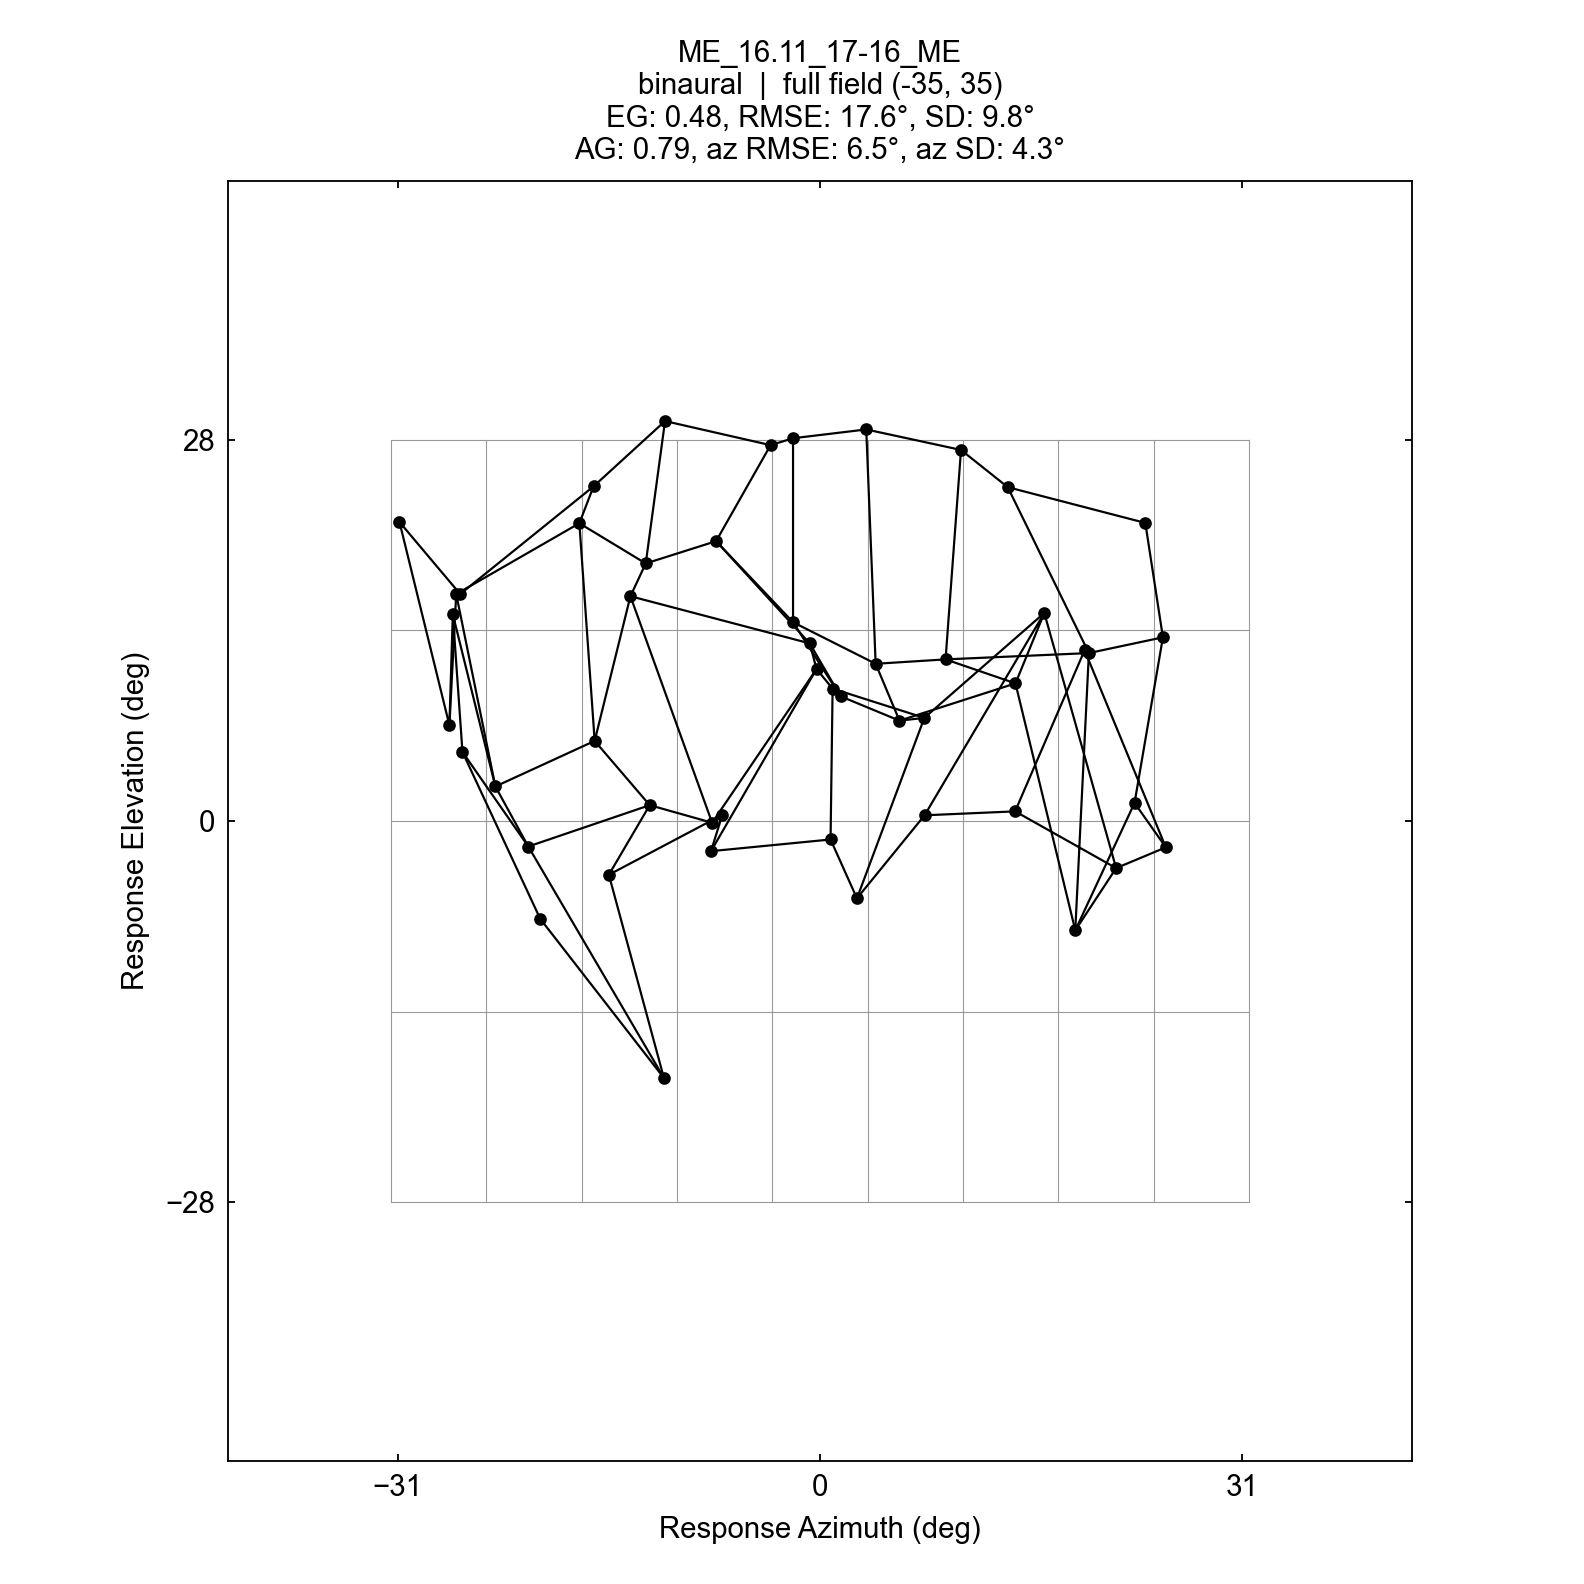 ME_16.11_17-16_ME
binaural | full field (-35, 35)
EG: 0.48, RMSE: 17.6°, SD: 9.8°
AG: 0.79, az RMSE: 6.5°, az SD: 4.3°
28
0
−28
Response Elevation (deg)
−31 0 31
Response Azimuth (deg)